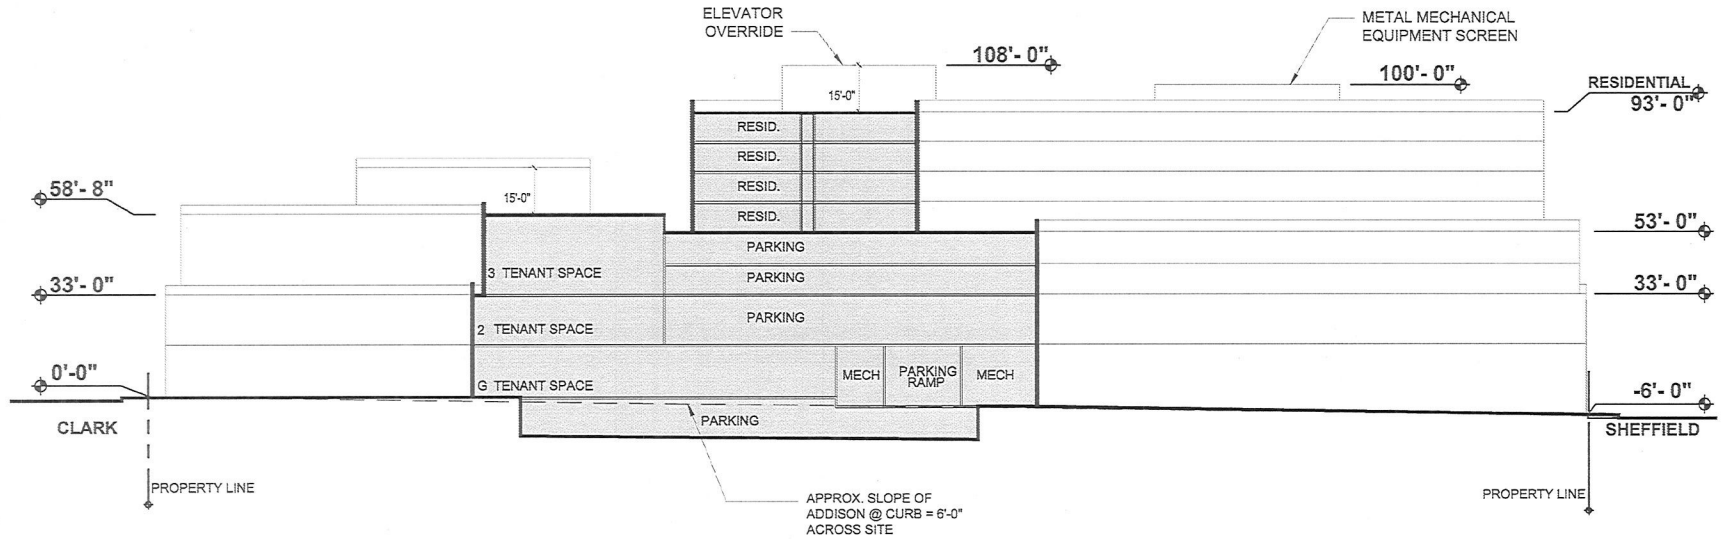 ELEVATOR
OVERRIDE
METAL MECHANICAL
EQUIPMENT SCREEN
108'- 0"
100'- 0"
RESIDENTIAL
93'- 0"
15'-0"
RESID.
RESID.
RESID.
RESID.
58'- 8"
15'-0"
53'- 0"
PARKING
3 TENANT SPACE
PARKING
33'- 0"
33'- 0"
2 TENANT SPACE
PARKING
0'-0"
G TENANT SPACE
MECH
PARKING
RAMP
MECH
-6'- 0"
CLARK
PARKING
SHEFFIELD
PROPERTY LINE
PROPERTY LINE
APPROX. SLOPE OF
ADDISON @ CURB = 6'-0"
ACROSS SITE